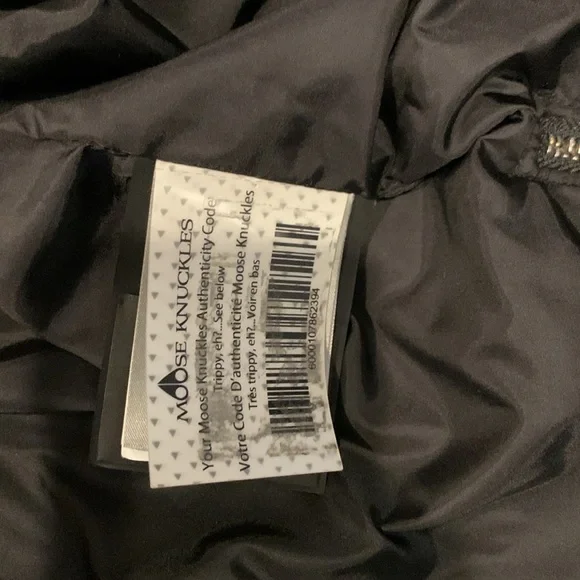 MOOSE KNUCKLES
Your Moose Knuckles Authenticity Code
Trippy, eh?...See below
Votre Code D'authenticité Moose Knuckles
Très trippy, eh?...Voir en bas
6000107862394